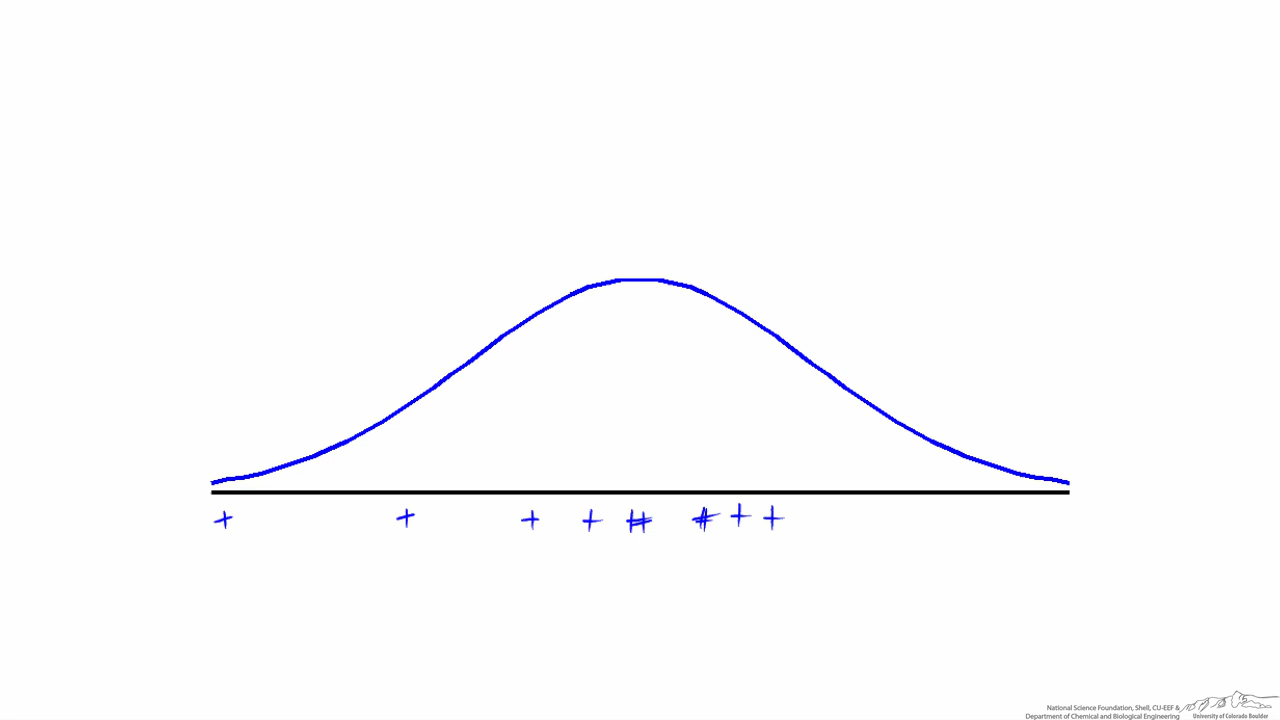 + + + + ++ ++ + +
National Science Foundation, Shell, CU-EEF &
Department of Chemical and Biological Engineering
University of Colorado Boulder